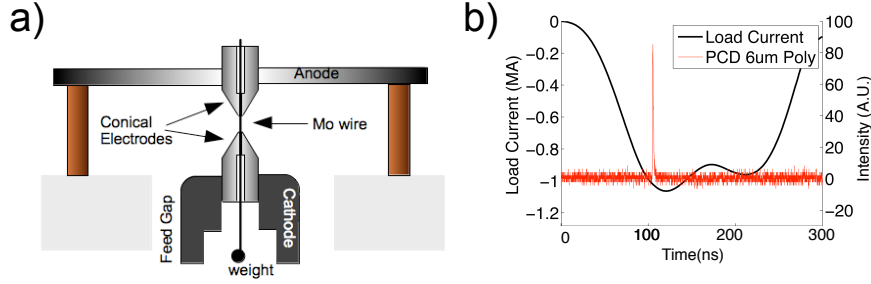 a)
Anode
Conical
Electrodes
Mo wire
Feed Gap
Cathode
weight
b)
Load Current
PCD 6um Poly
Load Current (MA)
0
-0.2
-0.4
-0.6
-0.8
-1
-1.2
Intensity (A.U.)
100
80
60
40
20
0
-20
0
100
200
300
Time(ns)